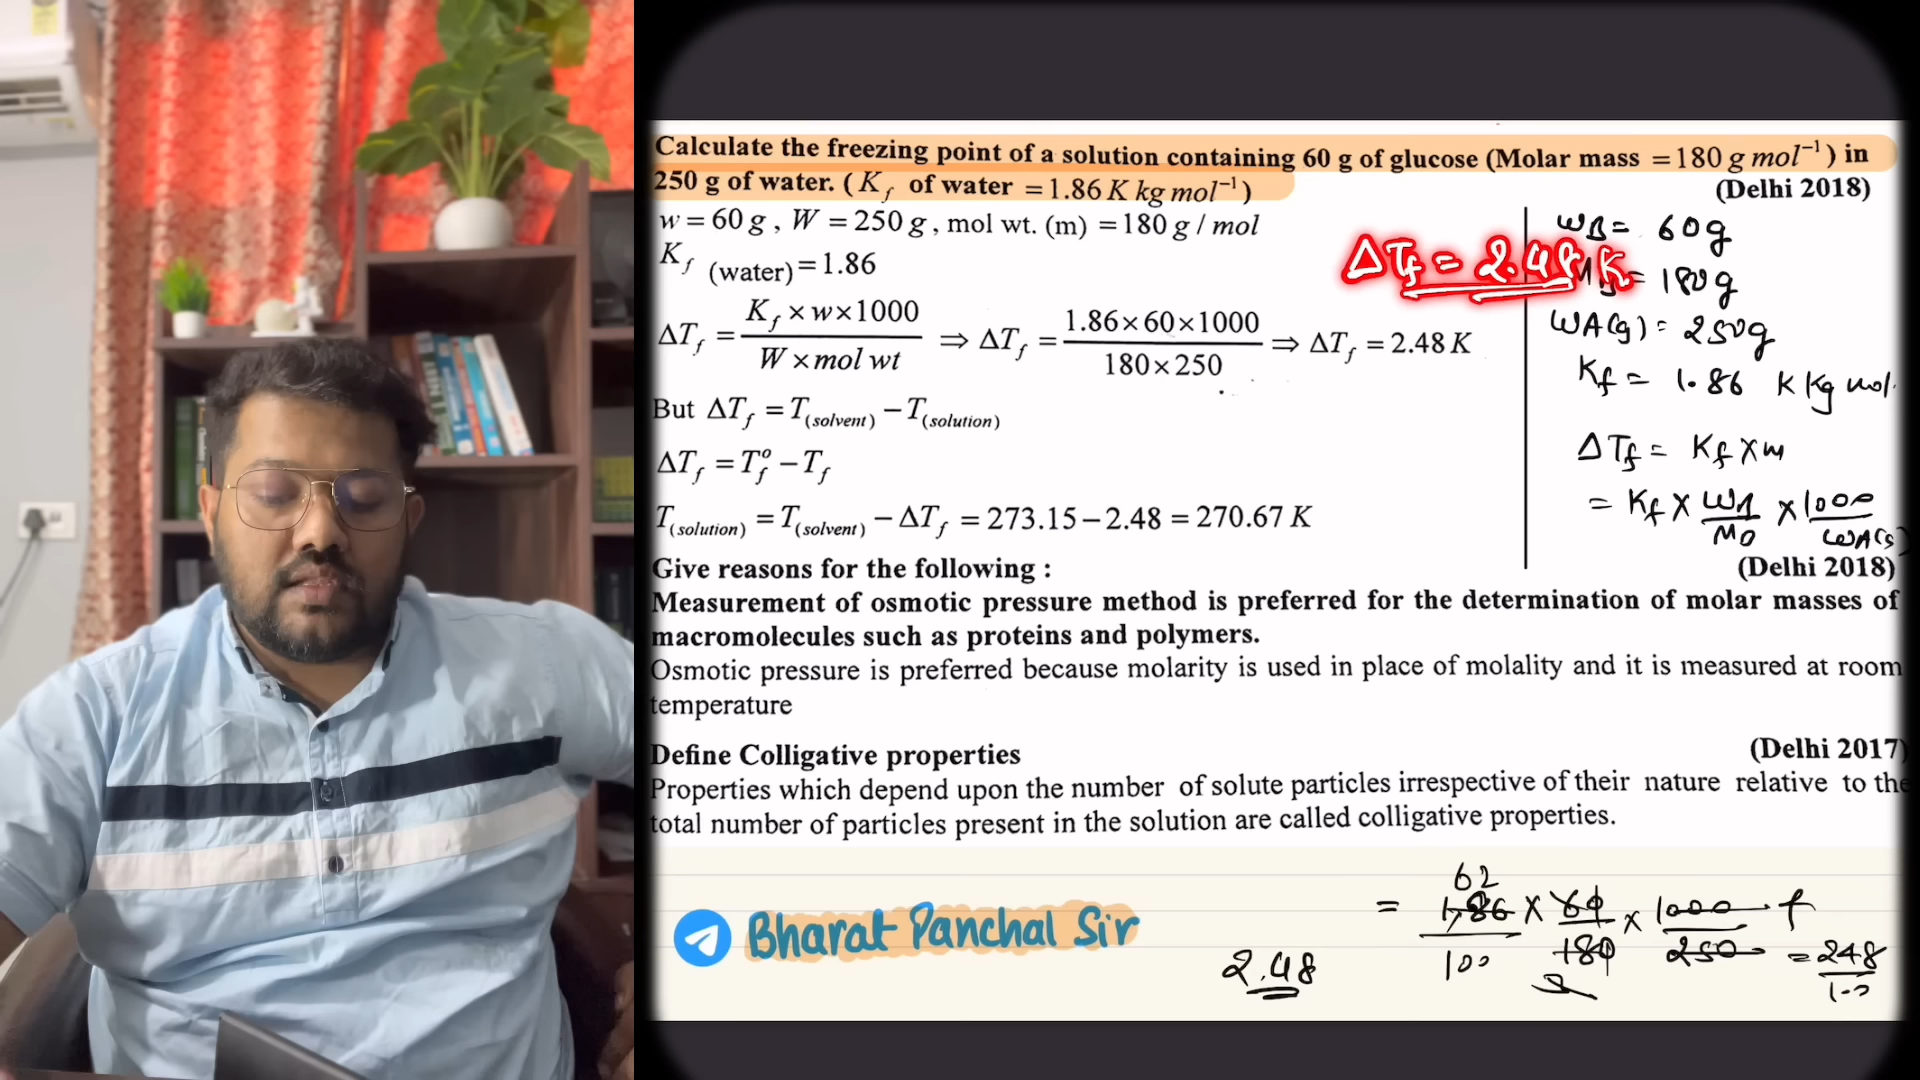 Calculate the freezing point of a solution containing 60 g of glucose (Molar mass = 180 g mol⁻¹) in
250 g of water. (K_f of water = 1.86 K kg mol⁻¹) (Delhi 2018)
w = 60 g , W = 250 g , mol wt. (m) = 180 g / mol
K_f (water) = 1.86
ΔT_f = K_f × w × 1000 / W × mol wt ⇒ ΔT_f = 1.86 × 60 × 1000 / 180 × 250 ⇒ ΔT_f = 2.48 K
But ΔT_f = T(solvent) − T(solution)
ΔT_f = T°_f − T_f
T(solution) = T(solvent) − ΔT_f = 273.15 − 2.48 = 270.67 K
ΔTf = 2.48 K
WB = 60g
= 180g
WA(g) = 250g
Kf = 1.86 K Kg mol
ΔTf = Kf × m
= Kf × × 1000 /
Give reasons for the following : (Delhi 2018)
Measurement of osmotic pressure method is preferred for the determination of molar masses of
macromolecules such as proteins and polymers.
Osmotic pressure is preferred because molarity is used in place of molality and it is measured at room
temperature
Define Colligative properties (Delhi 2017)
Properties which depend upon the number of solute particles irrespective of their nature relative to the
total number of particles present in the solution are called colligative properties.
Bharat Panchal Sir
62
= 186 / 100 × 60 / 180 × 1000 / 250 = 248 / 100
2.48